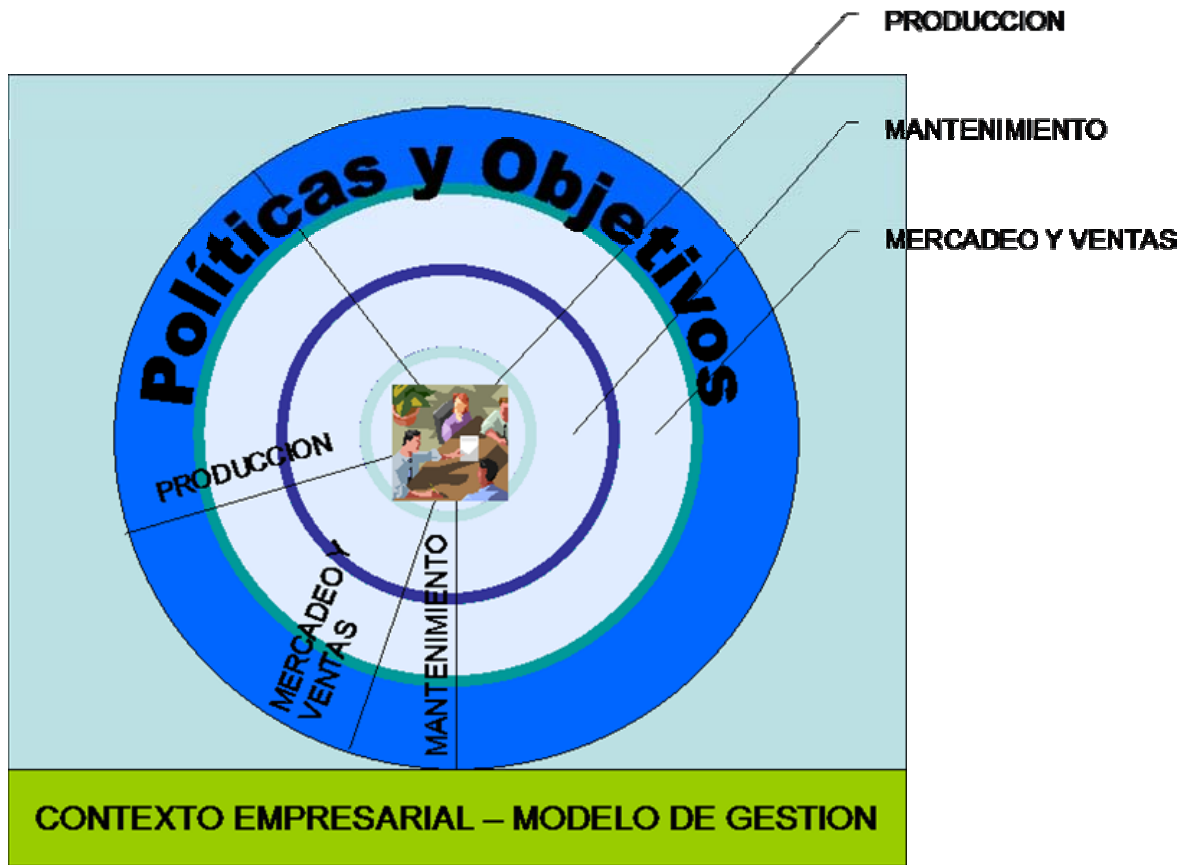 PRODUCCION
MANTENIMIENTO
MERCADEO Y VENTAS
Políticas y Objetivos
PRODUCCION
MERCADEO Y
VENTAS
MANTENIMIENTO
CONTEXTO EMPRESARIAL – MODELO DE GESTION